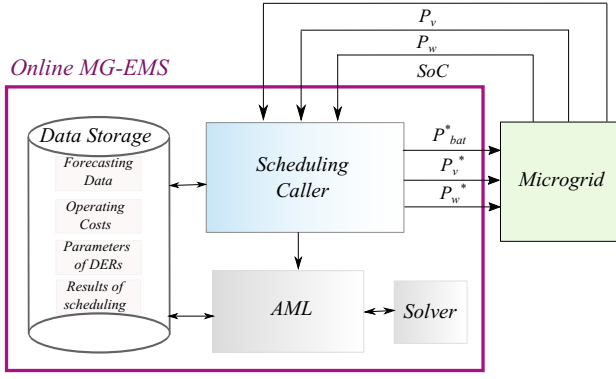 P_v
P_w
SoC
Online MG-EMS
Data Storage
Forecasting
Data
Operating
Costs
Parameters
of DERs
Results of
scheduling
Scheduling
Caller
P*_bat
P_v*
P_w*
Microgrid
AML
Solver